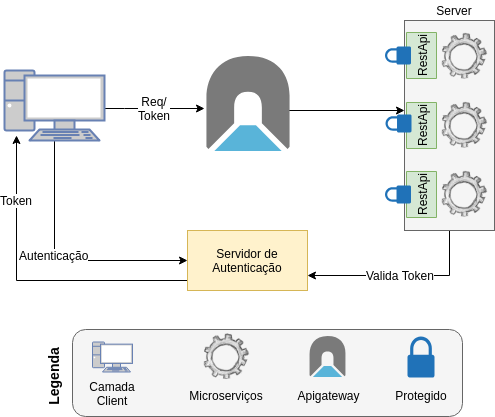 Server
RestApi
Req/
Token
RestApi
RestApi
Token
Autenticação
Servidor de
Autenticação
Valida Token
Legenda
Camada
Client
Microserviços
Apigateway
Protegido